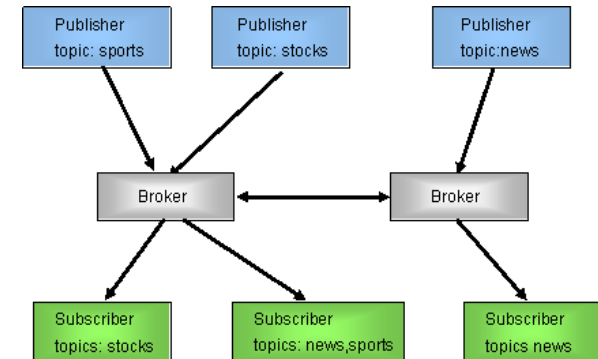 Publisher
topic: sports
Publisher
topic: stocks
Publisher
topic:news
Broker
Broker
Subscriber
topics: stocks
Subscriber
topics: news,sports
Subscriber
topics news